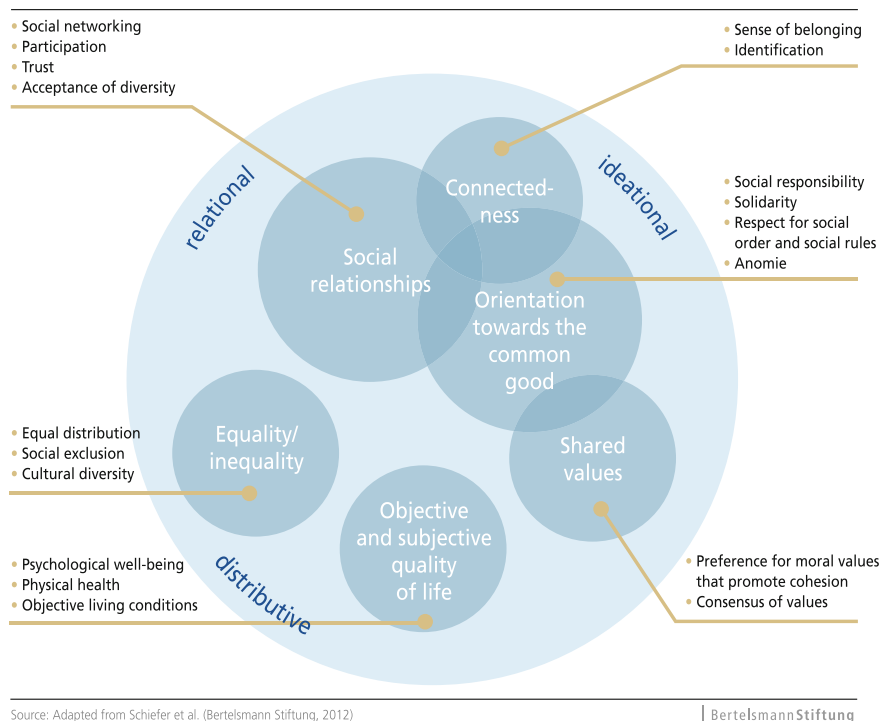 • Social networking
• Participation
• Trust
• Acceptance of diversity
• Sense of belonging
• Identification
relational
ideational
Connected-
ness
• Social responsibility
• Solidarity
• Respect for social
order and social rules
• Anomie
Social
relationships
Orientation
towards the
common
good
• Equal distribution
• Social exclusion
• Cultural diversity
Equality/
inequality
Shared
values
Objective
and subjective
quality
of life
• Psychological well-being
• Physical health
• Objective living conditions
distributive
• Preference for moral values
that promote cohesion
• Consensus of values
Source: Adapted from Schiefer et al. (Bertelsmann Stiftung, 2012)
BertelsmannStiftung